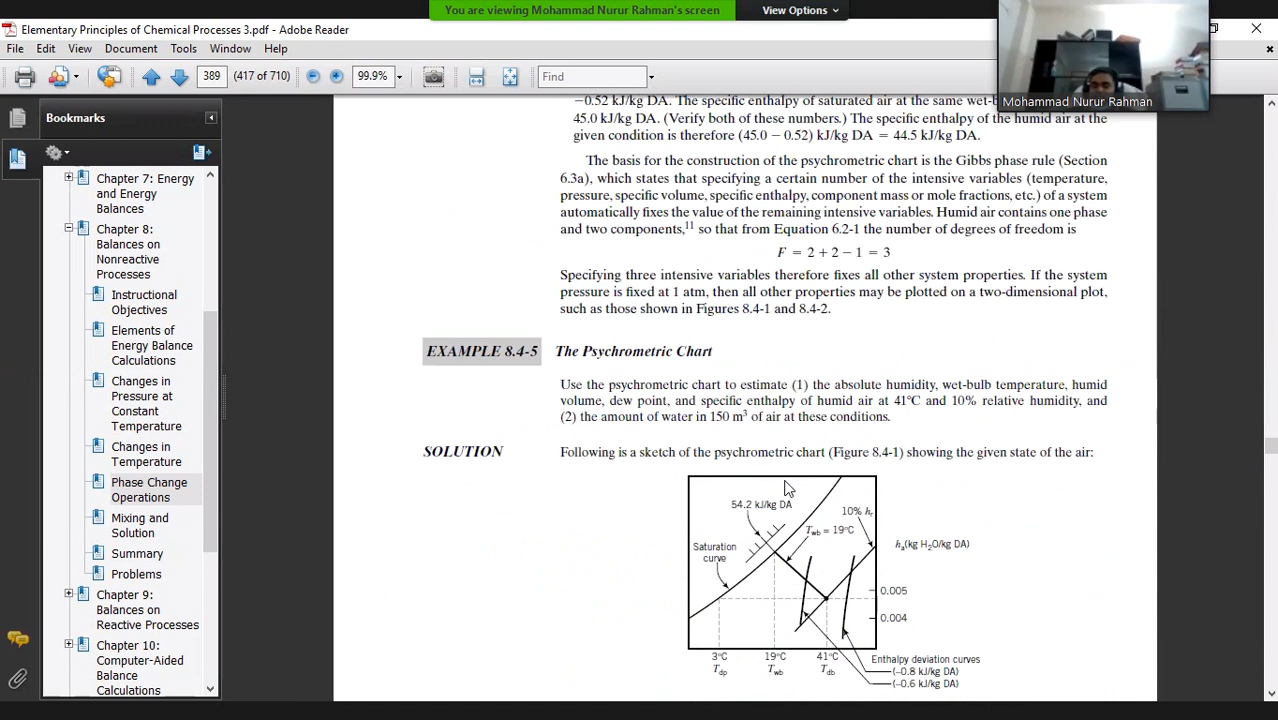 You are viewing Mohammad Nurur Rahman's screen
View Options
Elementary Principles of Chemical Processes 3.pdf - Adobe Reader
File Edit View Document Tools Window Help
389 (417 of 710) 99.9% Find
Mohammad Nurur Rahman
Bookmarks
Chapter 7: Energy
and Energy
Balances
Chapter 8:
Balances on
Nonreactive
Processes
Instructional
Objectives
Elements of
Energy Balance
Calculations
Changes in
Pressure at
Constant
Temperature
Changes in
Temperature
Phase Change
Operations
Mixing and
Solution
Summary
Problems
Chapter 9:
Balances on
Reactive Processes
Chapter 10:
Computer-Aided
Balance
Calculations
−0.52 kJ/kg DA. The specific enthalpy of saturated air at the same wet-b
45.0 kJ/kg DA. (Verify both of these numbers.) The specific enthalpy of the humid air at the
given condition is therefore (45.0 − 0.52) kJ/kg DA = 44.5 kJ/kg DA.
The basis for the construction of the psychrometric chart is the Gibbs phase rule (Section
6.3a), which states that specifying a certain number of the intensive variables (temperature,
pressure, specific volume, specific enthalpy, component mass or mole fractions, etc.) of a system
automatically fixes the value of the remaining intensive variables. Humid air contains one phase
and two components,¹¹ so that from Equation 6.2-1 the number of degrees of freedom is
F = 2 + 2 − 1 = 3
Specifying three intensive variables therefore fixes all other system properties. If the system
pressure is fixed at 1 atm, then all other properties may be plotted on a two-dimensional plot,
such as those shown in Figures 8.4-1 and 8.4-2.
EXAMPLE 8.4-5 The Psychrometric Chart
Use the psychrometric chart to estimate (1) the absolute humidity, wet-bulb temperature, humid
volume, dew point, and specific enthalpy of humid air at 41°C and 10% relative humidity, and
(2) the amount of water in 150 m³ of air at these conditions.
SOLUTION Following is a sketch of the psychrometric chart (Figure 8.4-1) showing the given state of the air:
54.2 kJ/kg DA
10% hr
Twb = 19°C
Saturation
curve
ha(kg H₂O/kg DA)
0.005
0.004
3°C 19°C 41°C
Tdp Twb Tdb
Enthalpy deviation curves
(−0.8 kJ/kg DA)
(−0.6 kJ/kg DA)